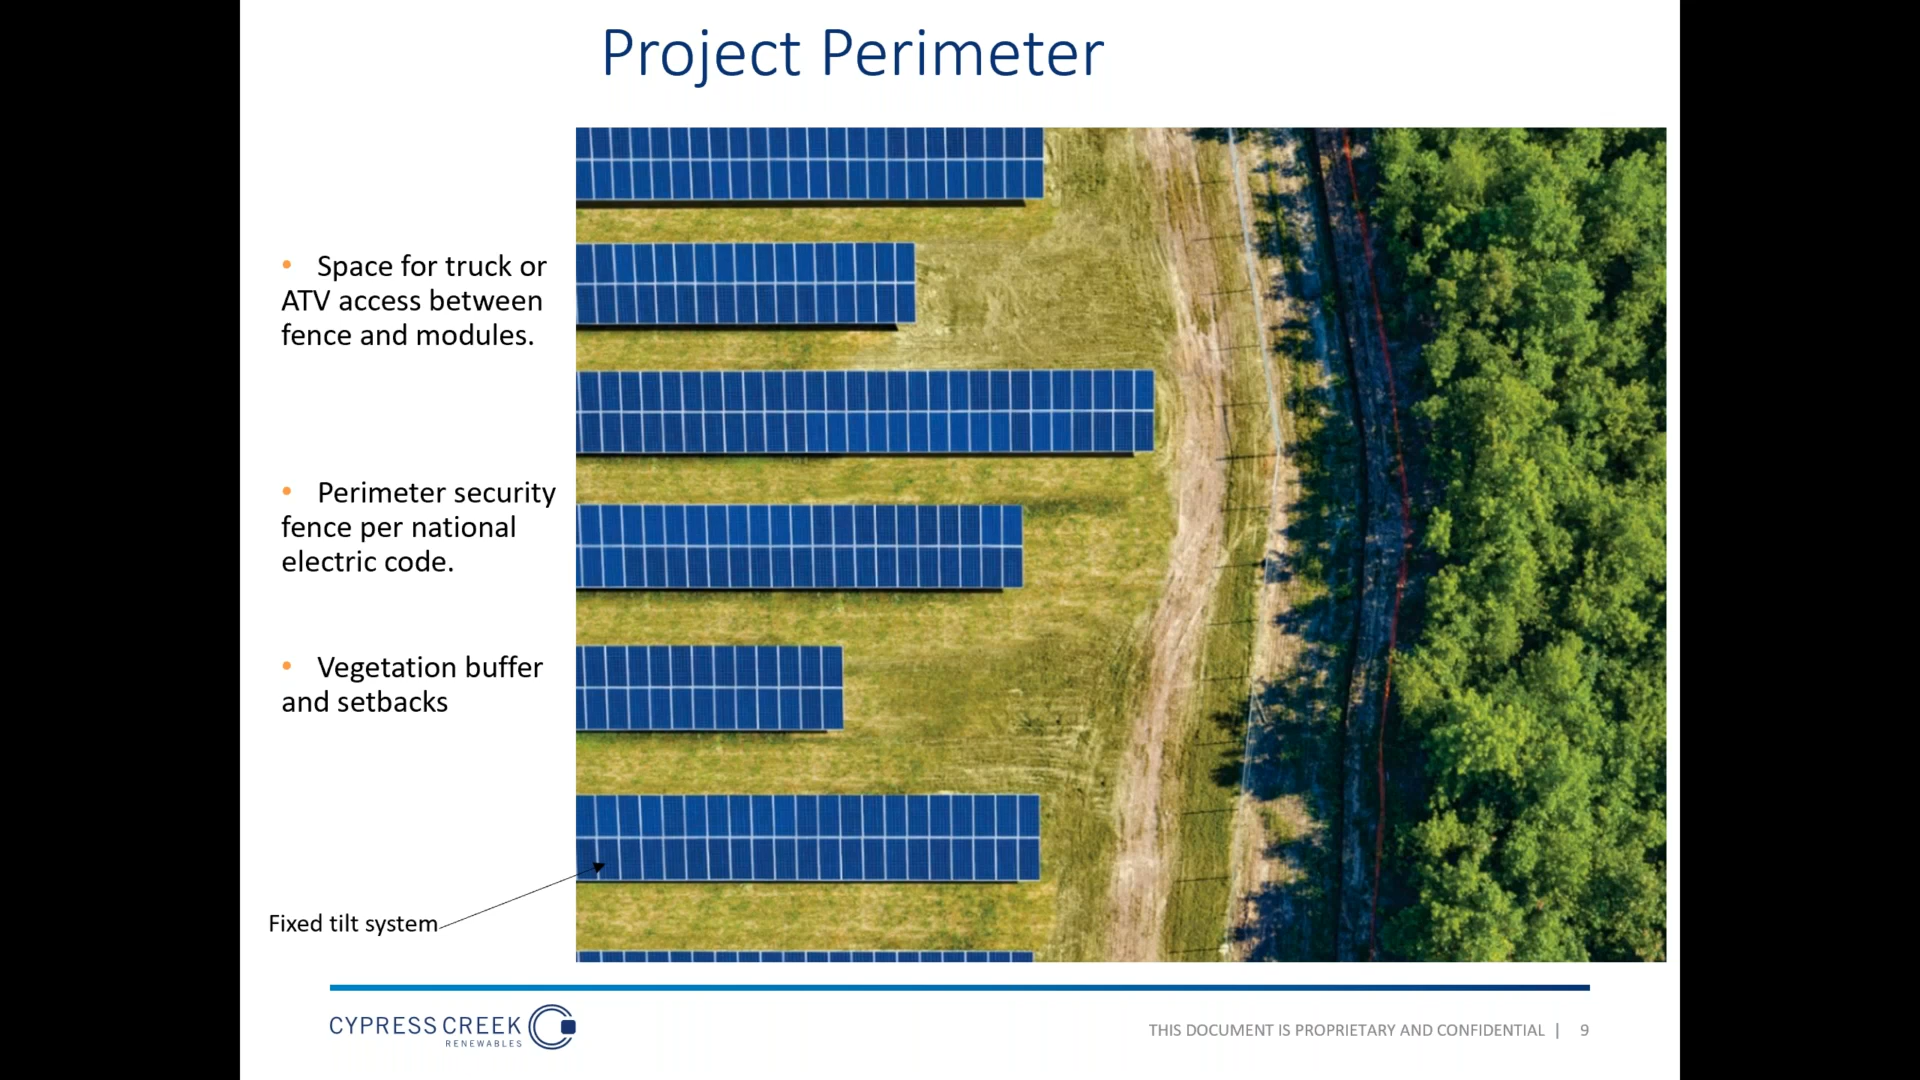 Project Perimeter
• Space for truck or
ATV access between
fence and modules.
• Perimeter security
fence per national
electric code.
• Vegetation buffer
and setbacks
Fixed tilt system
CYPRESS CREEK
RENEWABLES
THIS DOCUMENT IS PROPRIETARY AND CONFIDENTIAL | 9